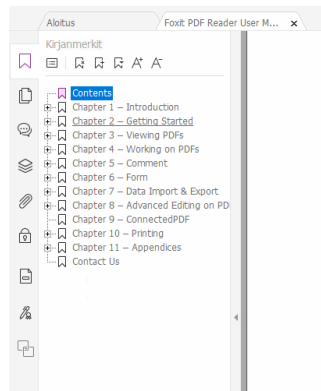 Aloitus
Foxit PDF Reader User M...
Kirjanmerkit
Contents
Chapter 1 – Introduction
Chapter 2 – Getting Started
Chapter 3 – Viewing PDFs
Chapter 4 – Working on PDFs
Chapter 5 – Comment
Chapter 6 – Form
Chapter 7 – Data Import & Export
Chapter 8 – Advanced Editing on PD
Chapter 9 – ConnectedPDF
Chapter 10 – Printing
Chapter 11 – Appendices
Contact Us